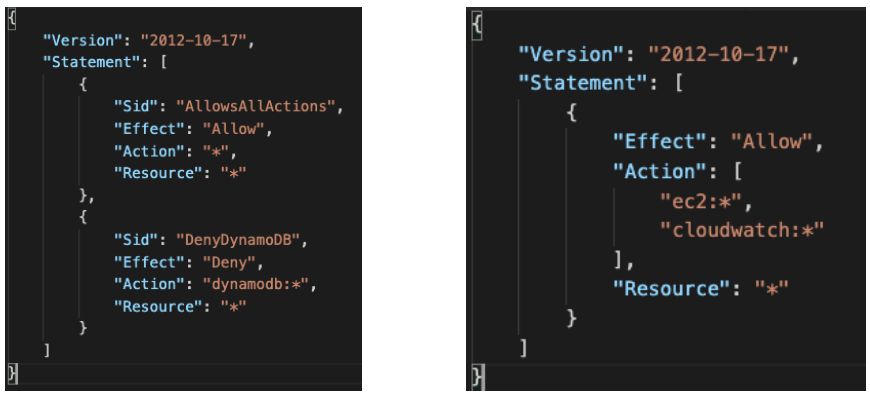 {
    "Version": "2012-10-17",
    "Statement": [
        {
            "Sid": "AllowsAllActions",
            "Effect": "Allow",
            "Action": "*",
            "Resource": "*"
        },
        {
            "Sid": "DenyDynamoDB",
            "Effect": "Deny",
            "Action": "dynamodb:*",
            "Resource": "*"
        }
    ]
}
{
    "Version": "2012-10-17",
    "Statement": [
        {
            "Effect": "Allow",
            "Action": [
                "ec2:*",
                "cloudwatch:*"
            ],
            "Resource": "*"
        }
    ]
}